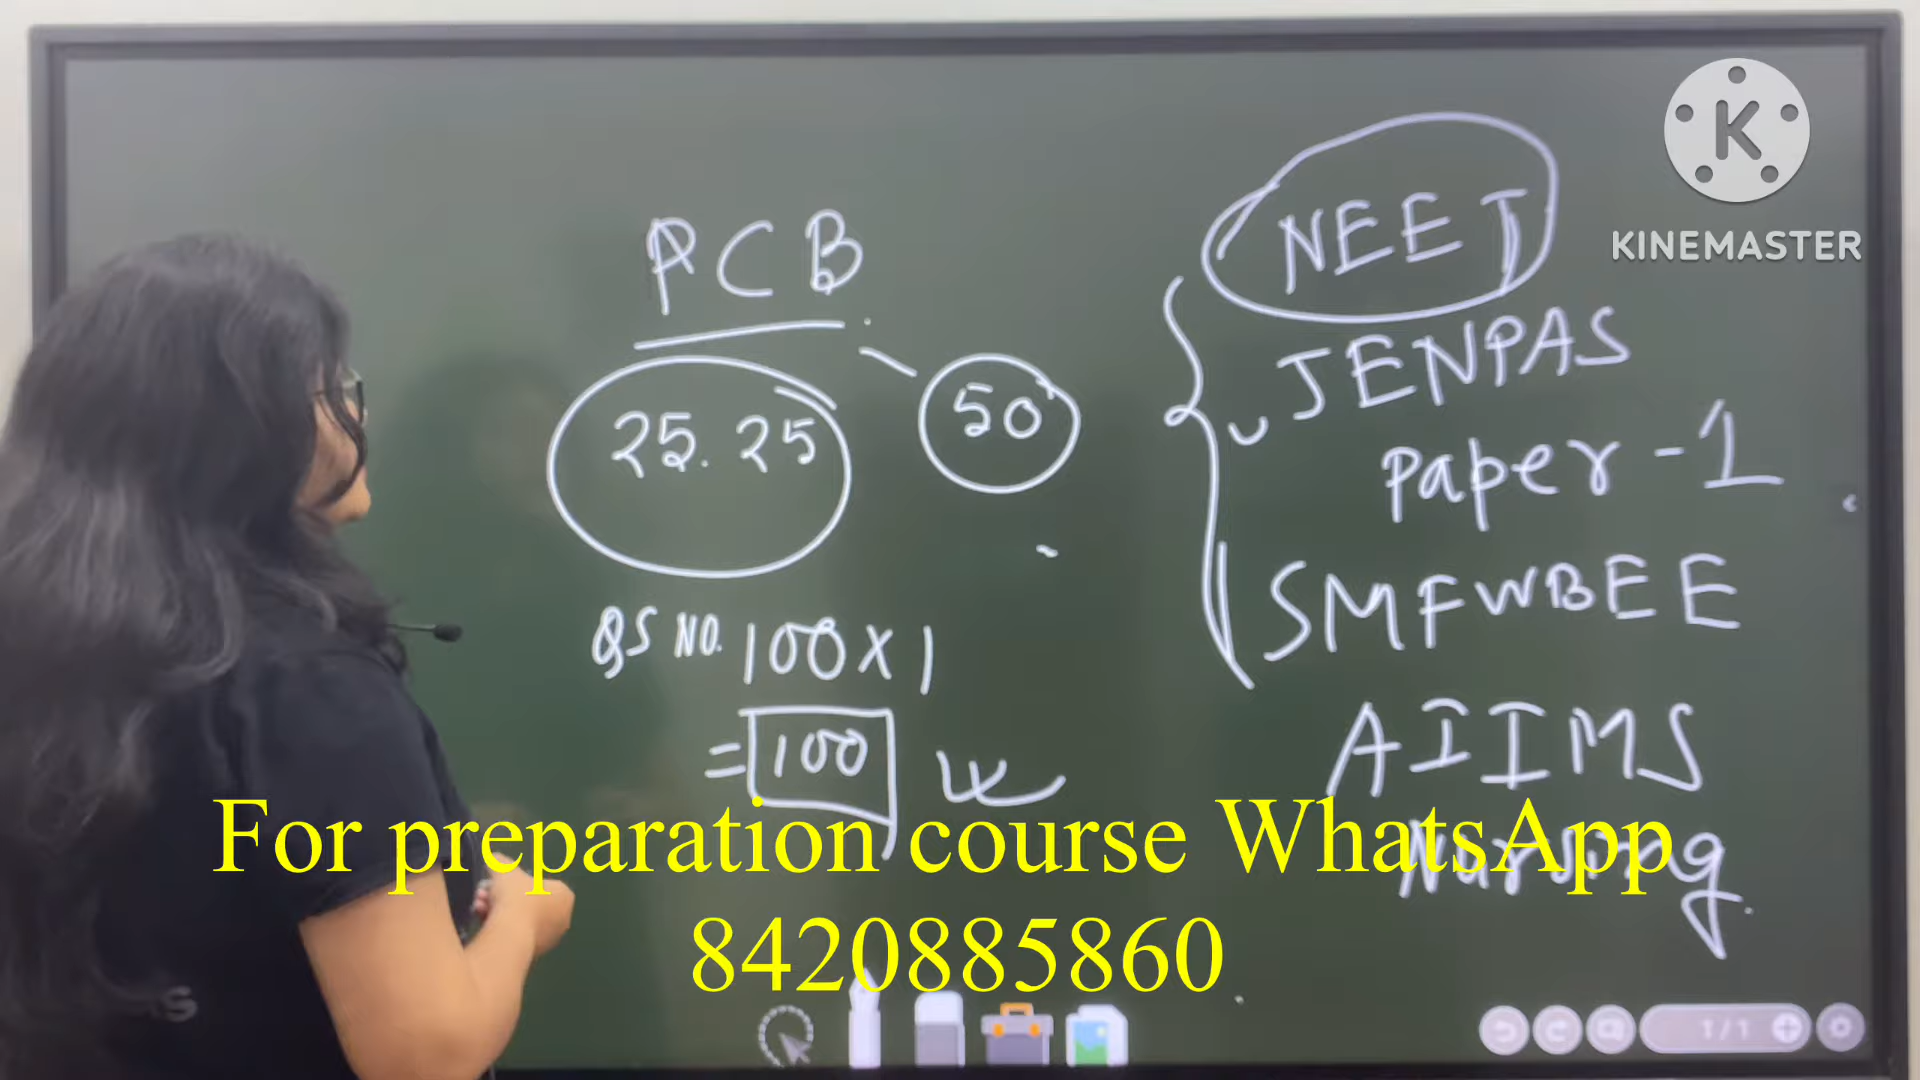 K
KINEMASTER
PCB
25. 25
50
QS NO. 100 x 1
= 100
NEET
JENPAS
Paper - 1
SMFWBEE
AIIMS
Nursing
For preparation course WhatsApp
8420885860
1/1